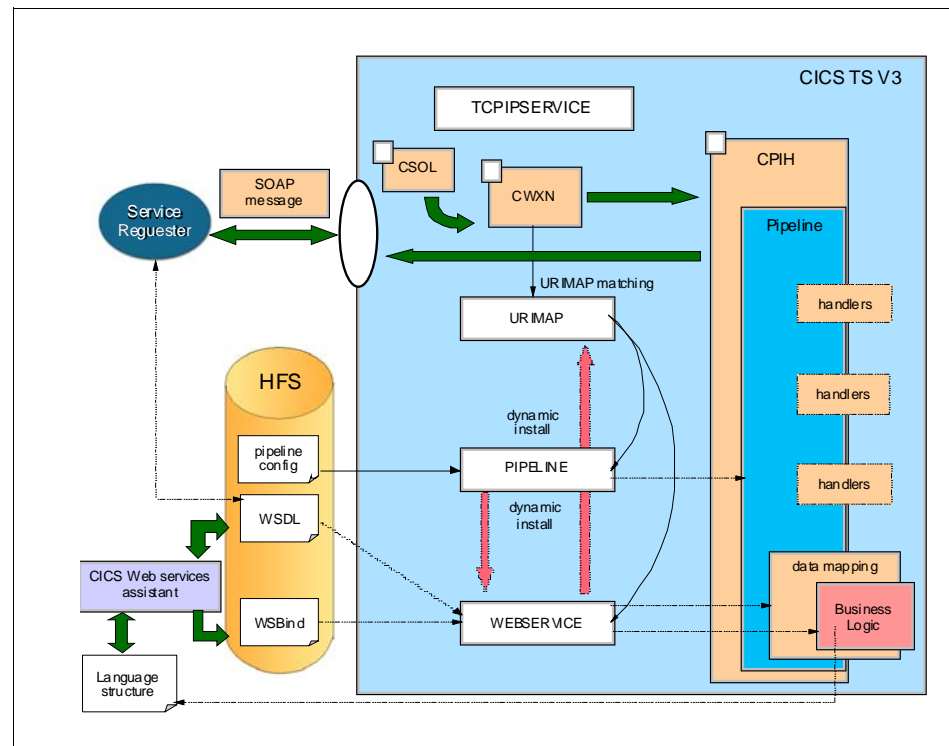 CICS TS V3
TCPIPSERVICE
CSOL
CWXN
CPIH
SOAP
message
Service
Reguester
Pipeline
URIMAP matching
URIMAP
handlers
HFS
handlers
dynamic
install
pipeline
config
PIPELINE
handlers
WSDL
dynamic
install
CICS Web services
assistant
data mapping
WSBind
WEBSERVICE
Business
Logic
Language
structure